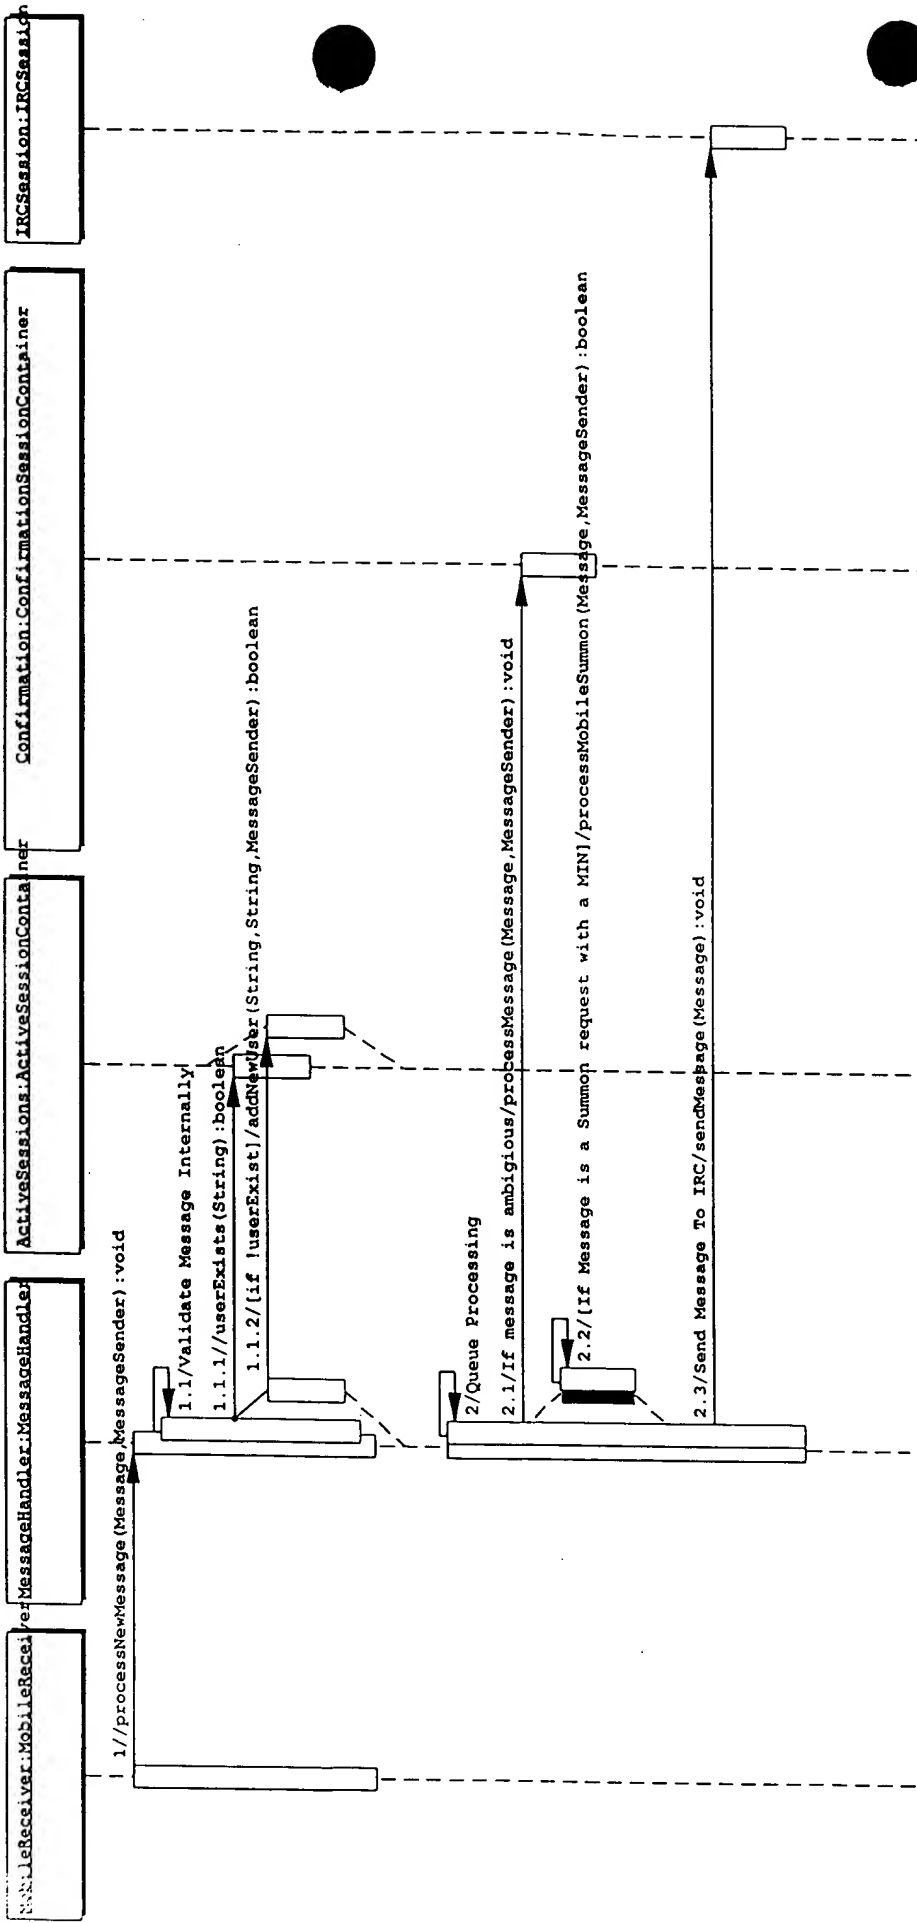 MobileReceiver:MobileReceiver
MessageHandler:MessageHandler
ActiveSessions:ActiveSessionContainer
Confirmation:ConfirmationSessionContainer
IRCSession:IRCSession
1//processNewMessage(Message,MessageSender):void
1.1/Validate Message Internally
1.1.1//userExists(String):boolean
1.1.2/[if !userExist]/addNewUser(String,String,MessageSender):boolean
2/Queue Processing
2.1/If message is ambigious/processMessage(Message,MessageSender):void
2.2/[If Message is a Summon request with a MIN]/processMobileSummon(Message,MessageSender):boolean
2.3/Send Message To IRC/sendMessage(Message):void